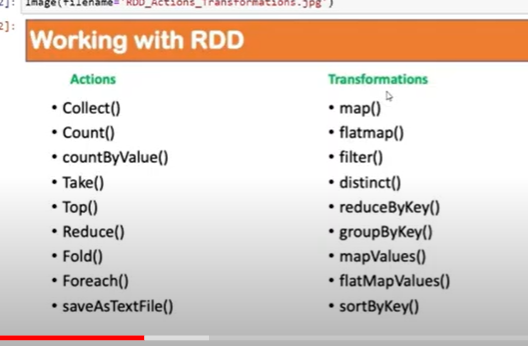 2]: Image(filename='RDD_Actions_Transformations.jpg')
2]:
Working with RDD
Actions
• Collect()
• Count()
• countByValue()
• Take()
• Top()
• Reduce()
• Fold()
• Foreach()
• saveAsTextFile()
Transformations
• map()
• flatmap()
• filter()
• distinct()
• reduceByKey()
• groupByKey()
• mapValues()
• flatMapValues()
• sortByKey()